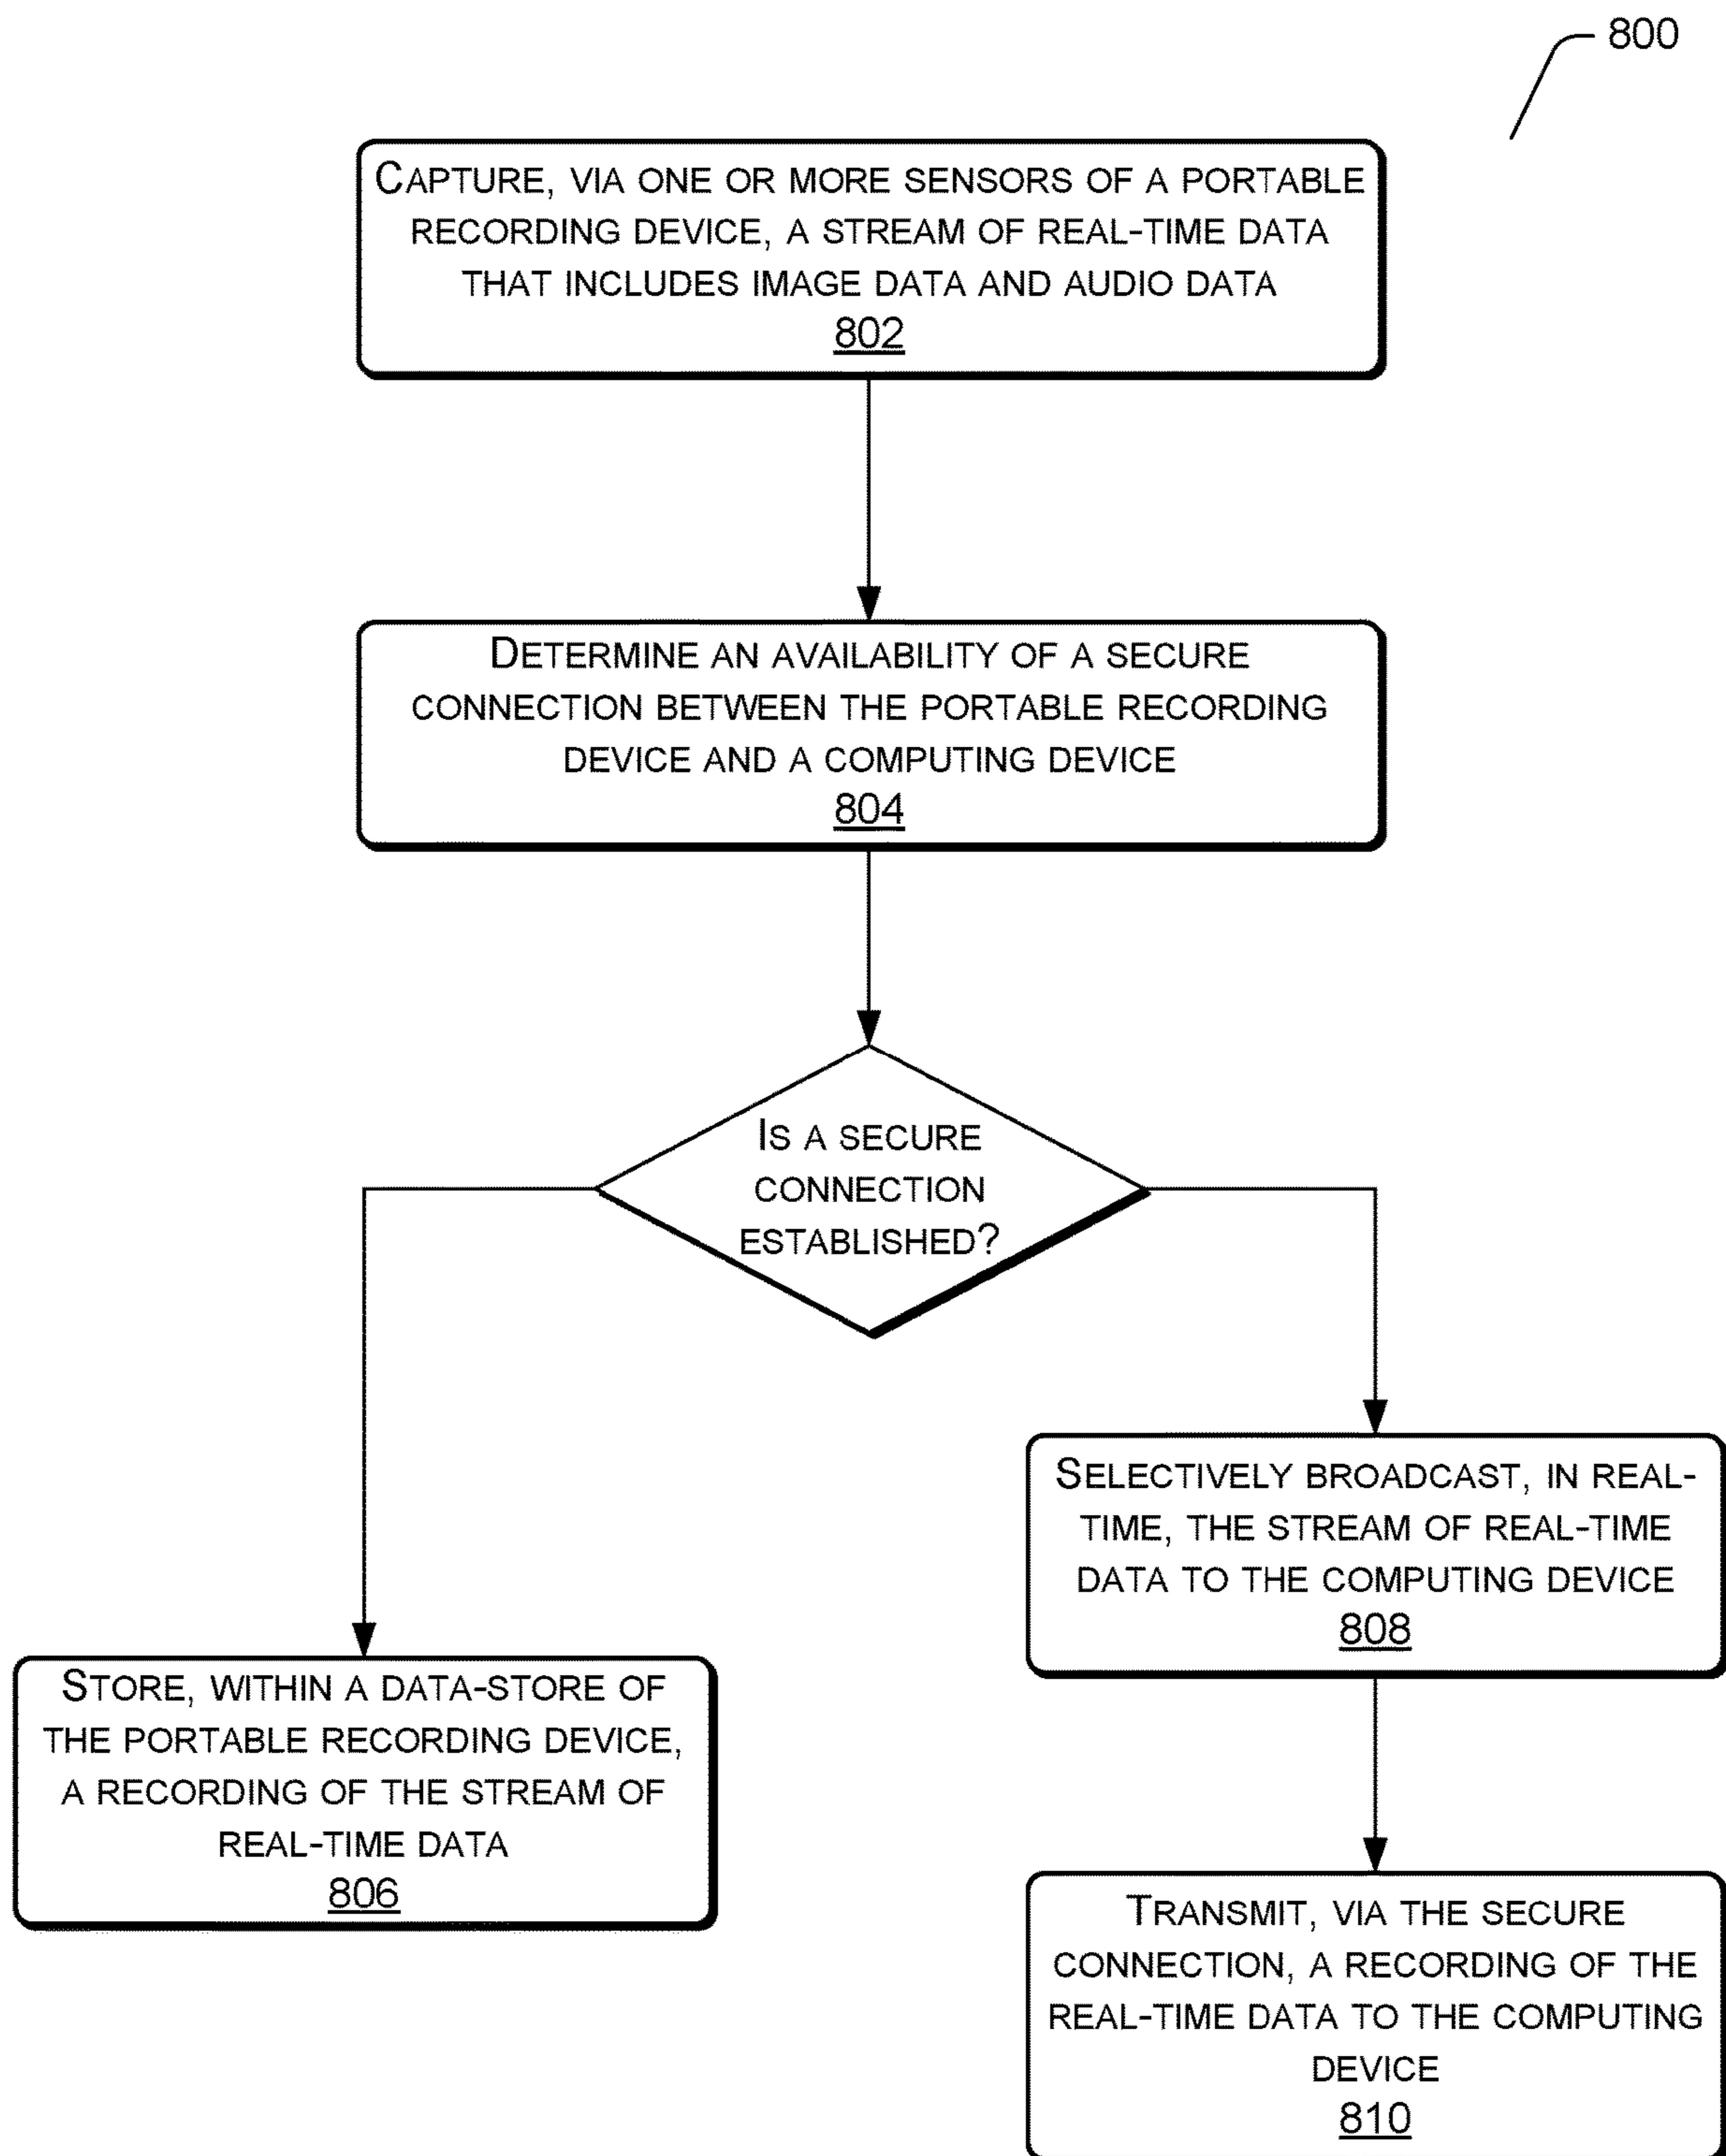 800
CAPTURE, VIA ONE OR MORE SENSORS OF A PORTABLE
RECORDING DEVICE, A STREAM OF REAL-TIME DATA
THAT INCLUDES IMAGE DATA AND AUDIO DATA
802
DETERMINE AN AVAILABILITY OF A SECURE
CONNECTION BETWEEN THE PORTABLE RECORDING
DEVICE AND A COMPUTING DEVICE
804
IS A SECURE
CONNECTION
ESTABLISHED?
STORE, WITHIN A DATA-STORE OF
THE PORTABLE RECORDING DEVICE,
A RECORDING OF THE STREAM OF
REAL-TIME DATA
806
SELECTIVELY BROADCAST, IN REAL-
TIME, THE STREAM OF REAL-TIME
DATA TO THE COMPUTING DEVICE
808
TRANSMIT, VIA THE SECURE
CONNECTION, A RECORDING OF THE
REAL-TIME DATA TO THE COMPUTING
DEVICE
810